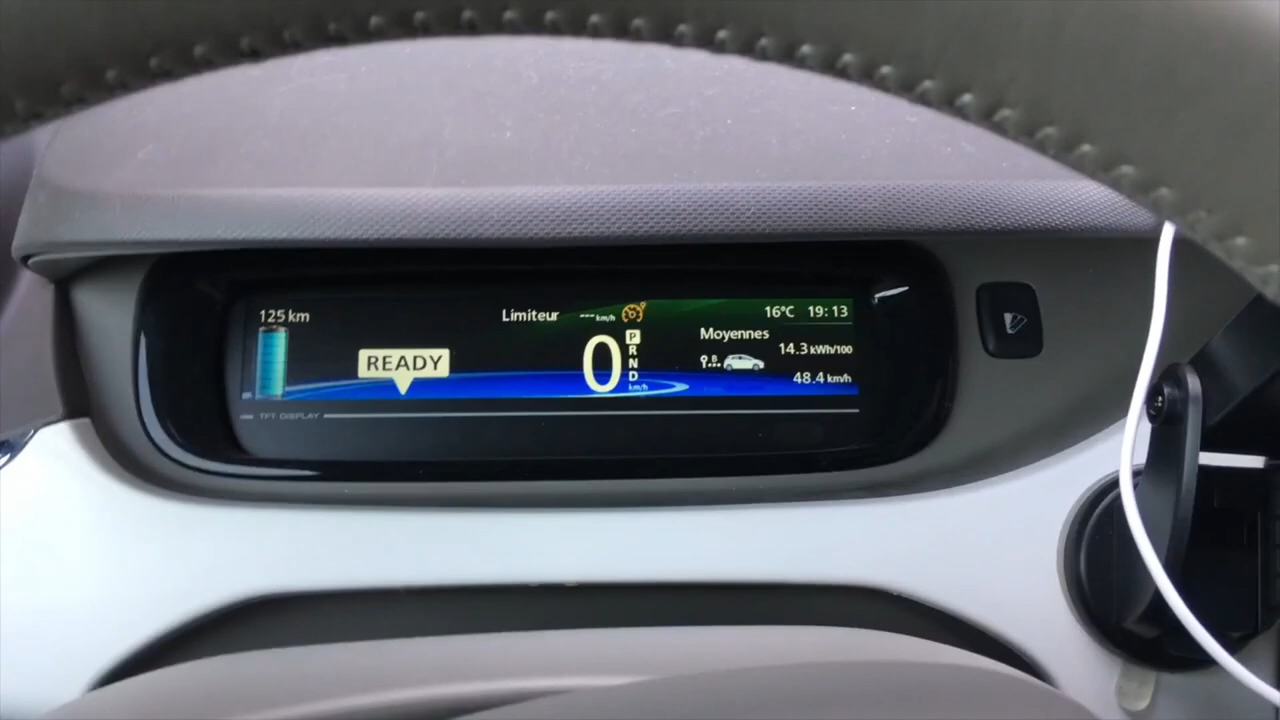 125 km
Limiteur ---km/h
16°C 19:13
Moyennes
14.3 kWh/100
B
48.4 km/h
READY
0
P
R
N
D
km/h
TFT DISPLAY